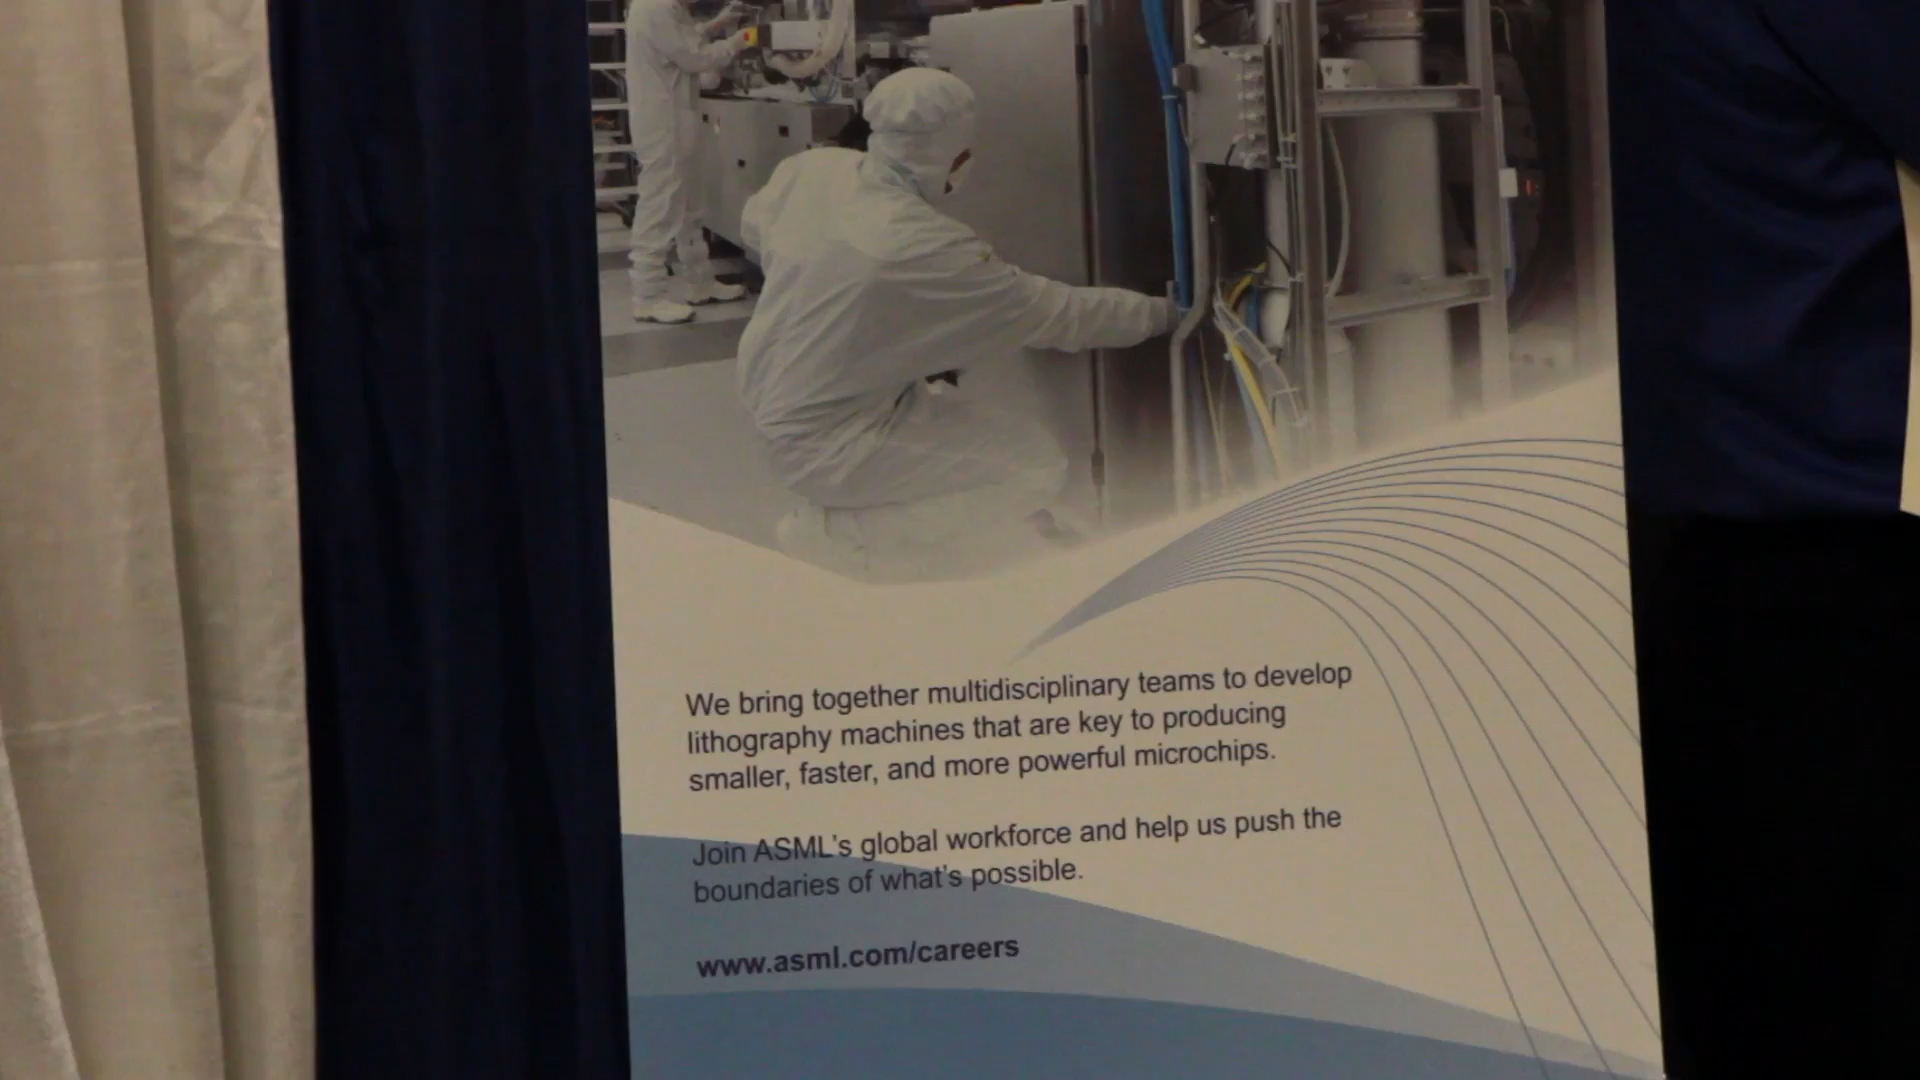 We bring together multidisciplinary teams to develop
lithography machines that are key to producing
smaller, faster, and more powerful microchips.
Join ASML's global workforce and help us push the
boundaries of what's possible.
www.asml.com/careers